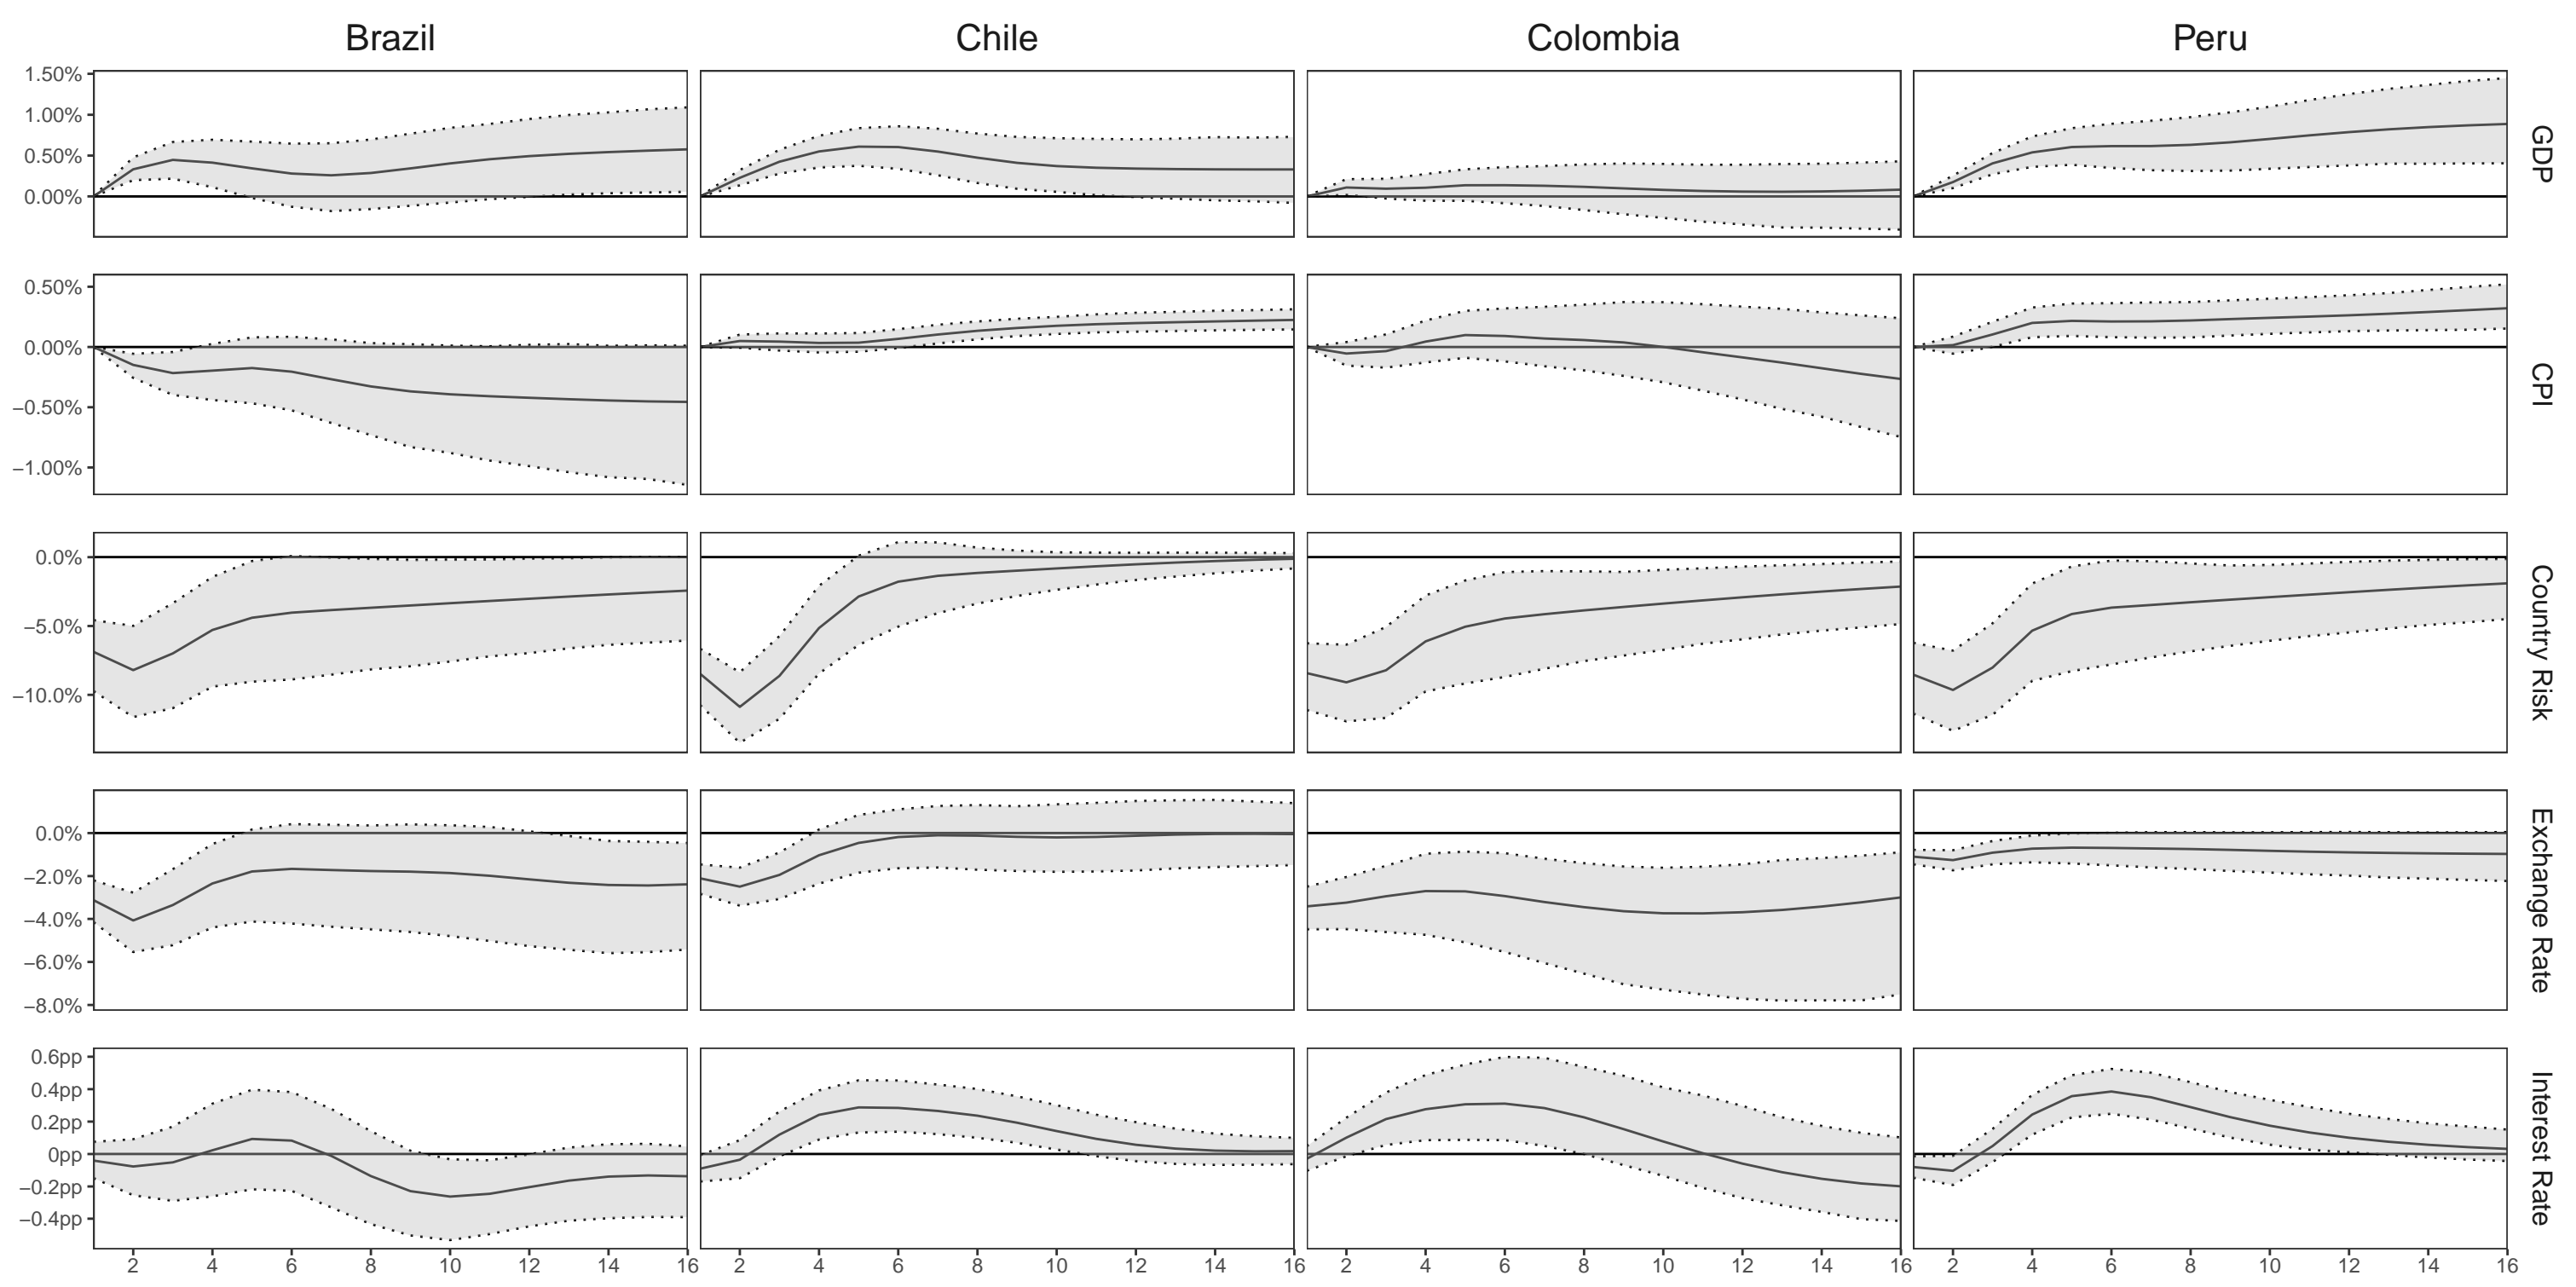 Brazil Chile Colombia Peru
1.50%
1.00%
0.50%
0.00%
GDP
0.50%
0.00%
−0.50%
−1.00%
CPI
0.0%
−5.0%
−10.0%
Country Risk
0.0%
−2.0%
−4.0%
−6.0%
−8.0%
Exchange Rate
0.6pp
0.4pp
0.2pp
0pp
−0.2pp
−0.4pp
Interest Rate
2 4 6 8 10 12 14 16 2 4 6 8 10 12 14 16 2 4 6 8 10 12 14 16 2 4 6 8 10 12 14 16